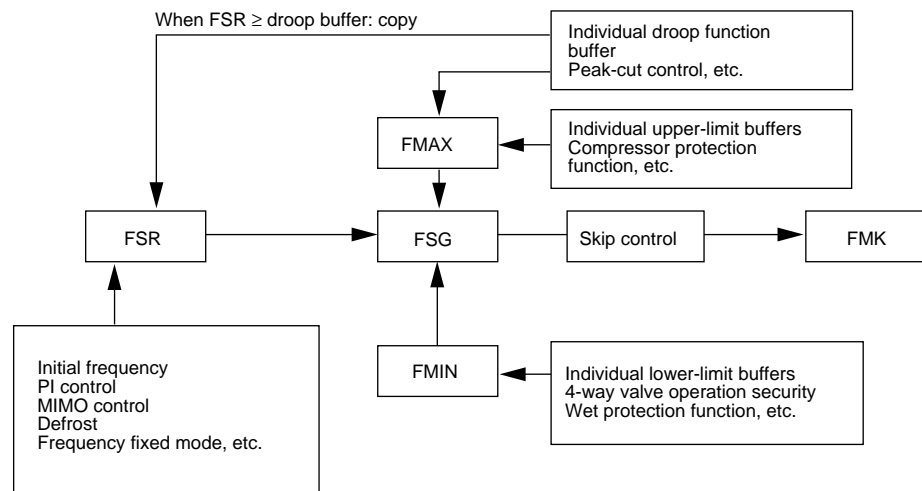 When FSR ≥ droop buffer: copy
Individual droop function
buffer
Peak-cut control, etc.
FMAX
Individual upper-limit buffers
Compressor protection
function, etc.
FSR
FSG
Skip control
FMK
Initial frequency
PI control
MIMO control
Defrost
Frequency fixed mode, etc.
FMIN
Individual lower-limit buffers
4-way valve operation security
Wet protection function, etc.